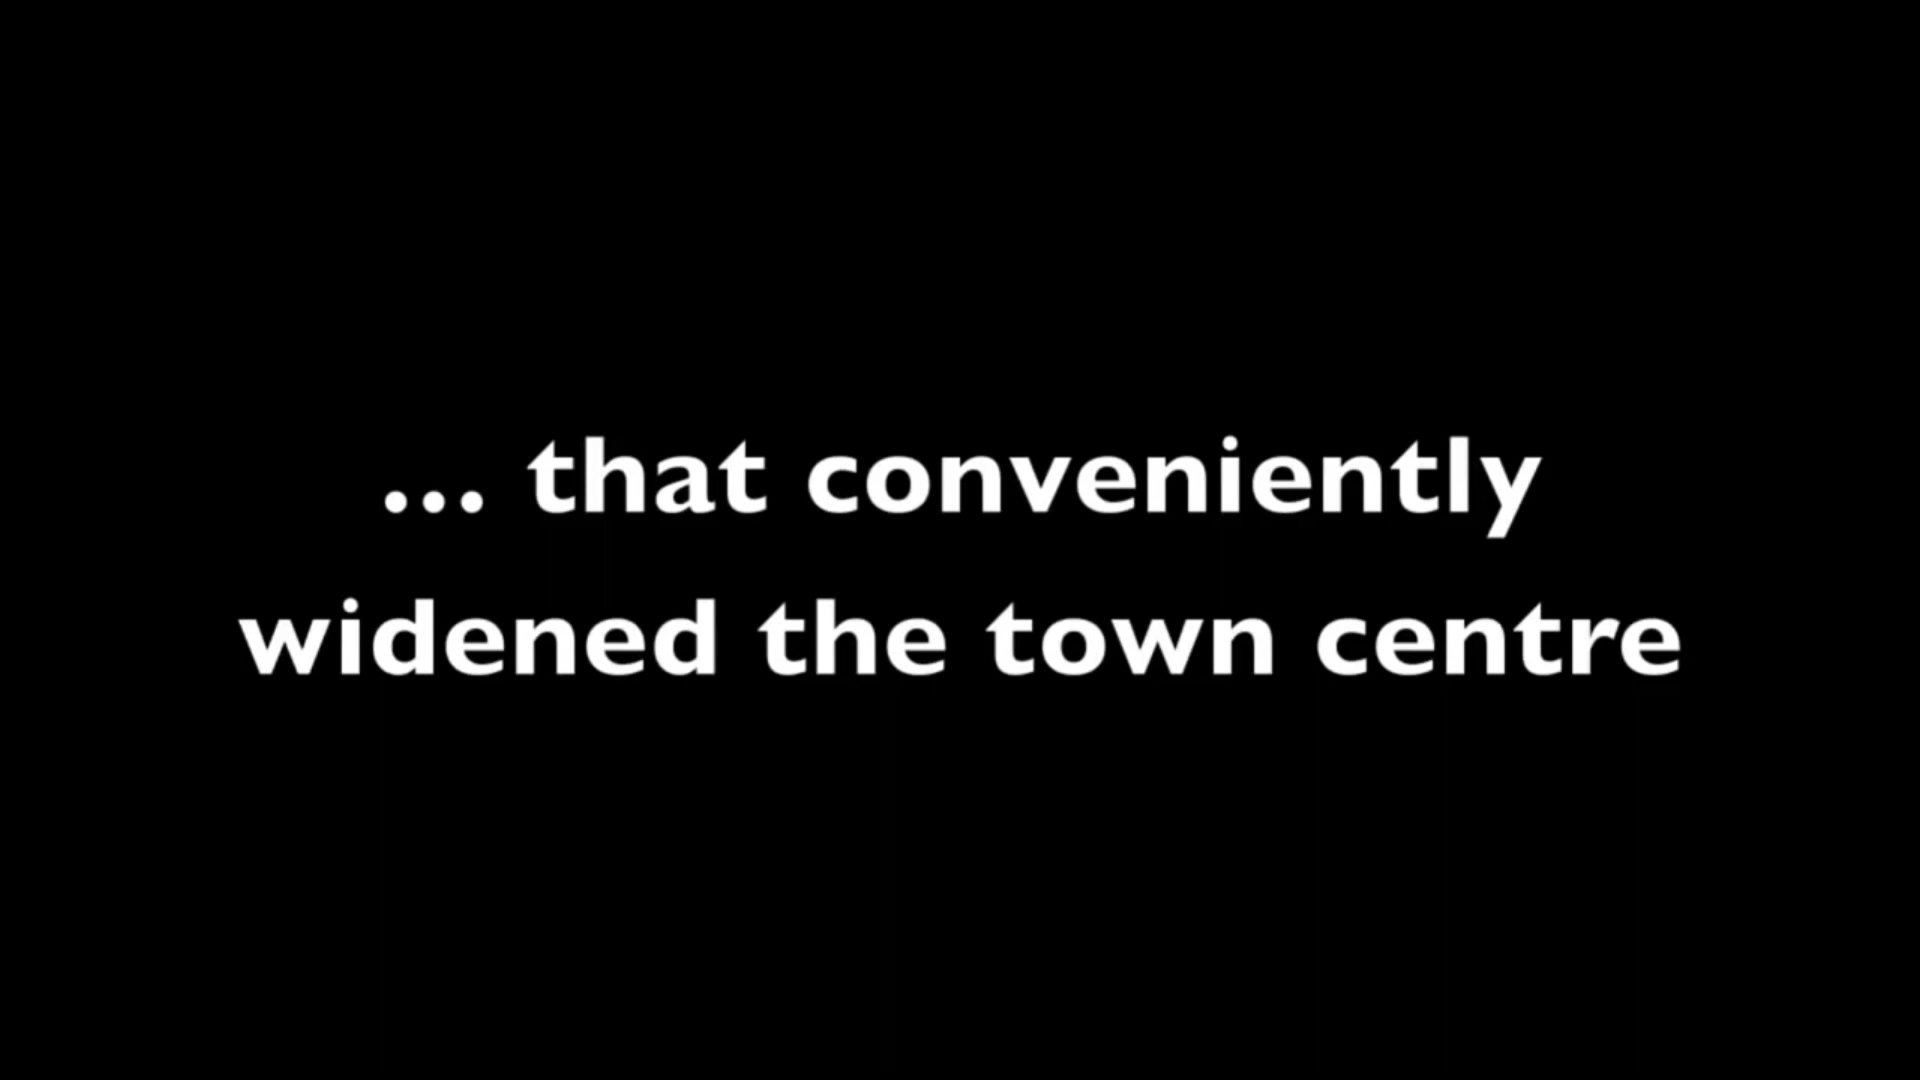 ... that conveniently
widened the town centre